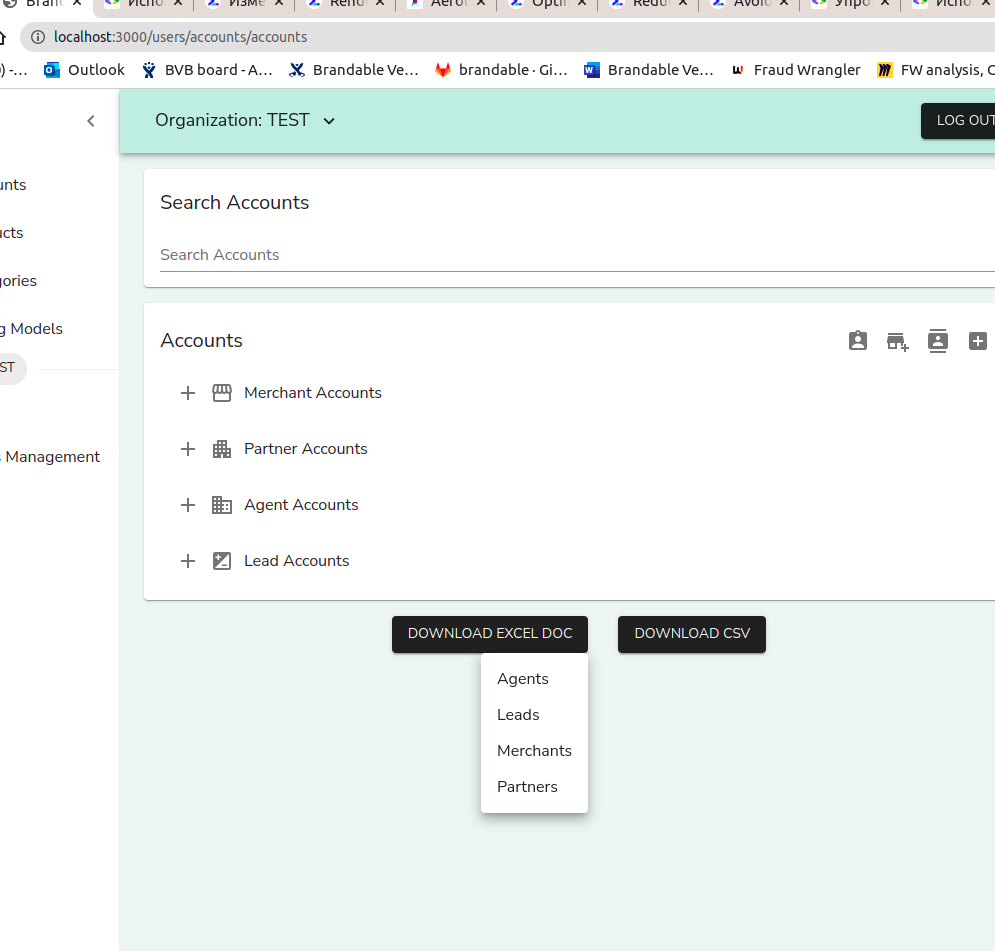 Bran
Испо
Изме
Rend
Aerol
Opti
Redu
Avoid
Упро
Испо
localhost:3000/users/accounts/accounts
) -...
Outlook
BVB board - A...
Brandable Ve...
brandable · Gi...
Brandable Ve...
Fraud Wrangler
FW analysis, C
Organization: TEST
LOG OUT
unts
ucts
gories
g Models
ST
s Management
Search Accounts
Search Accounts
Accounts
Merchant Accounts
Partner Accounts
Agent Accounts
Lead Accounts
DOWNLOAD EXCEL DOC
DOWNLOAD CSV
Agents
Leads
Merchants
Partners